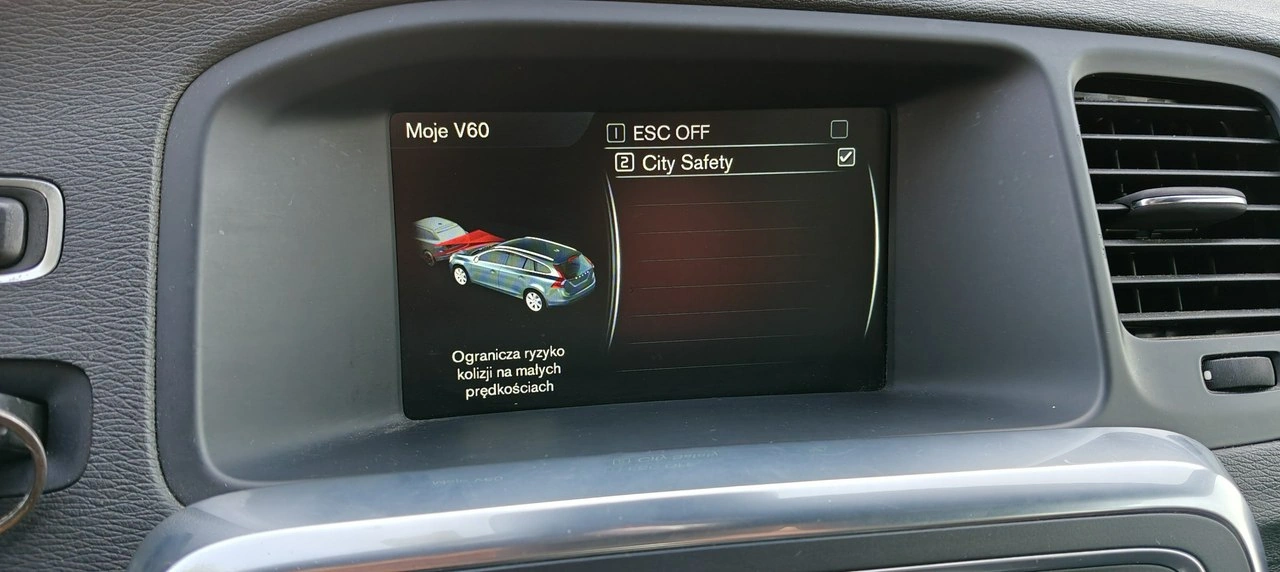 Moje V60
1 ESC OFF
2 City Safety
Ogranicza ryzyko
kolizji na małych
prędkościach